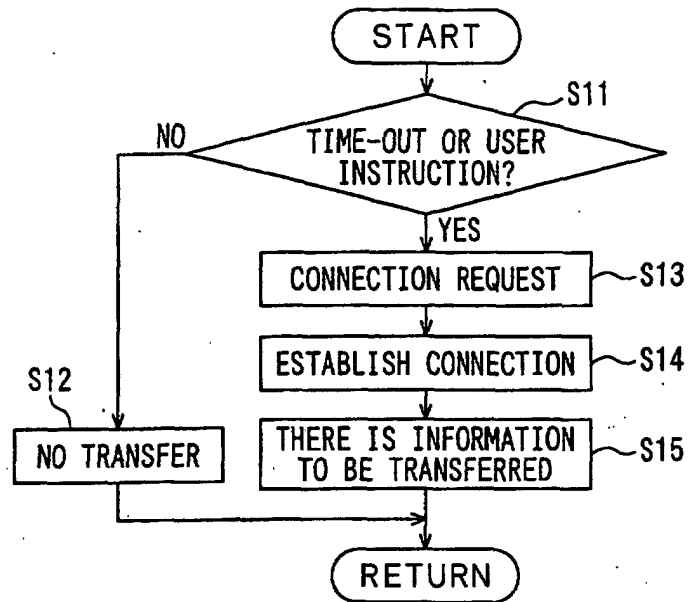 START
S11
NO
TIME-OUT OR USER
INSTRUCTION?
YES
CONNECTION REQUEST
S13
ESTABLISH CONNECTION
S14
S12
NO TRANSFER
THERE IS INFORMATION
TO BE TRANSFERRED
S15
RETURN